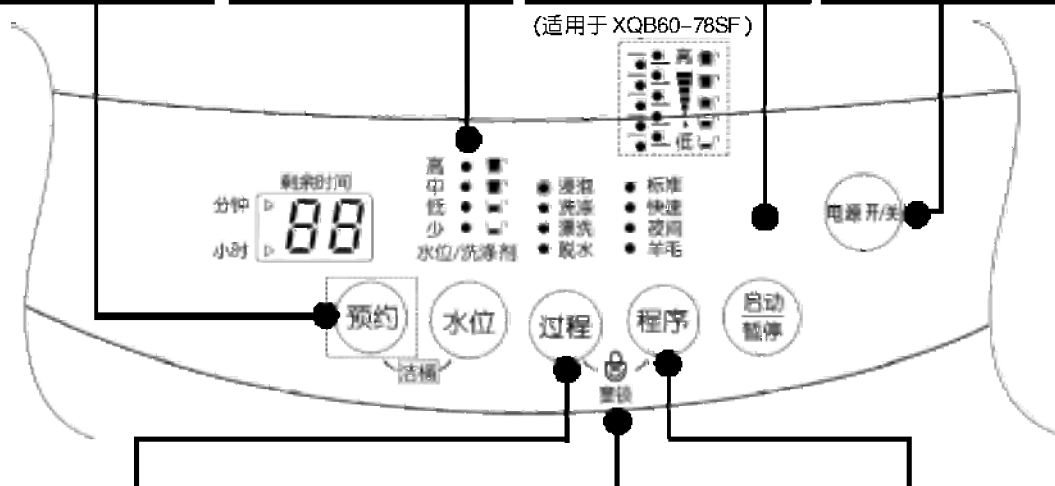 (适用于 XQB60-78SF)
高
低
高
中
低
少
水位/洗涤剂
剩余时间
分钟
88
小时
浸泡
洗涤
漂洗
脱水
标准
快速
夜间
羊毛
电源 开/关
预约
水位
过程
程序
启动
暂停
洁桶
童锁